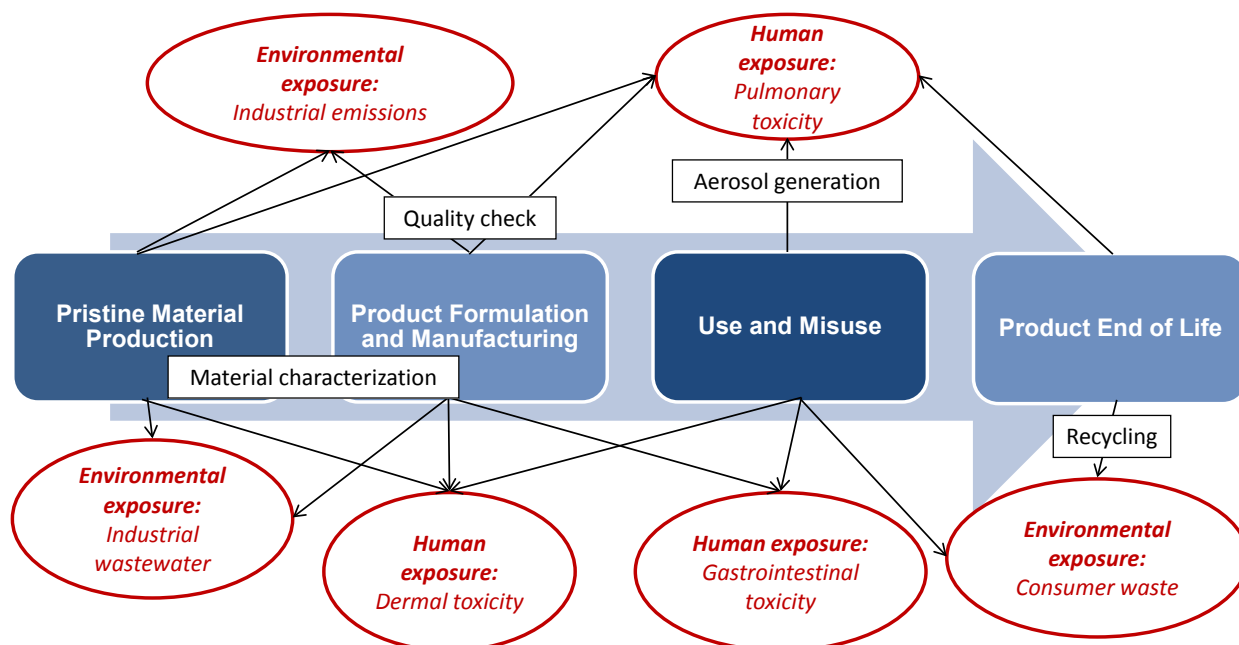 Environmental
exposure:
Industrial emissions
Human
exposure:
Pulmonary
toxicity
Aerosol generation
Quality check
Pristine Material
Production
Product Formulation
and Manufacturing
Use and Misuse
Product End of Life
Material characterization
Recycling
Environmental
exposure:
Industrial
wastewater
Human
exposure:
Dermal toxicity
Human exposure:
Gastrointestinal
toxicity
Environmental
exposure:
Consumer waste